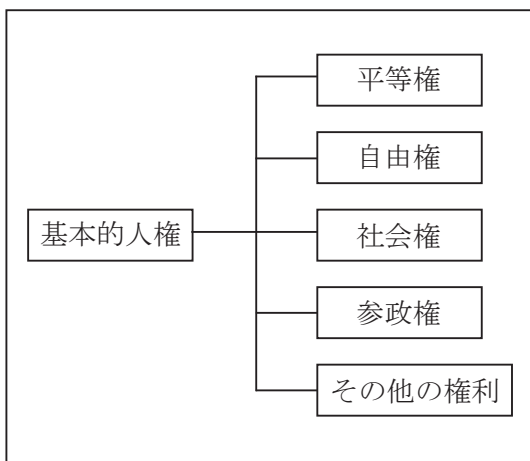 平等権
自由権
基本的人権
社会権
参政権
その他の権利